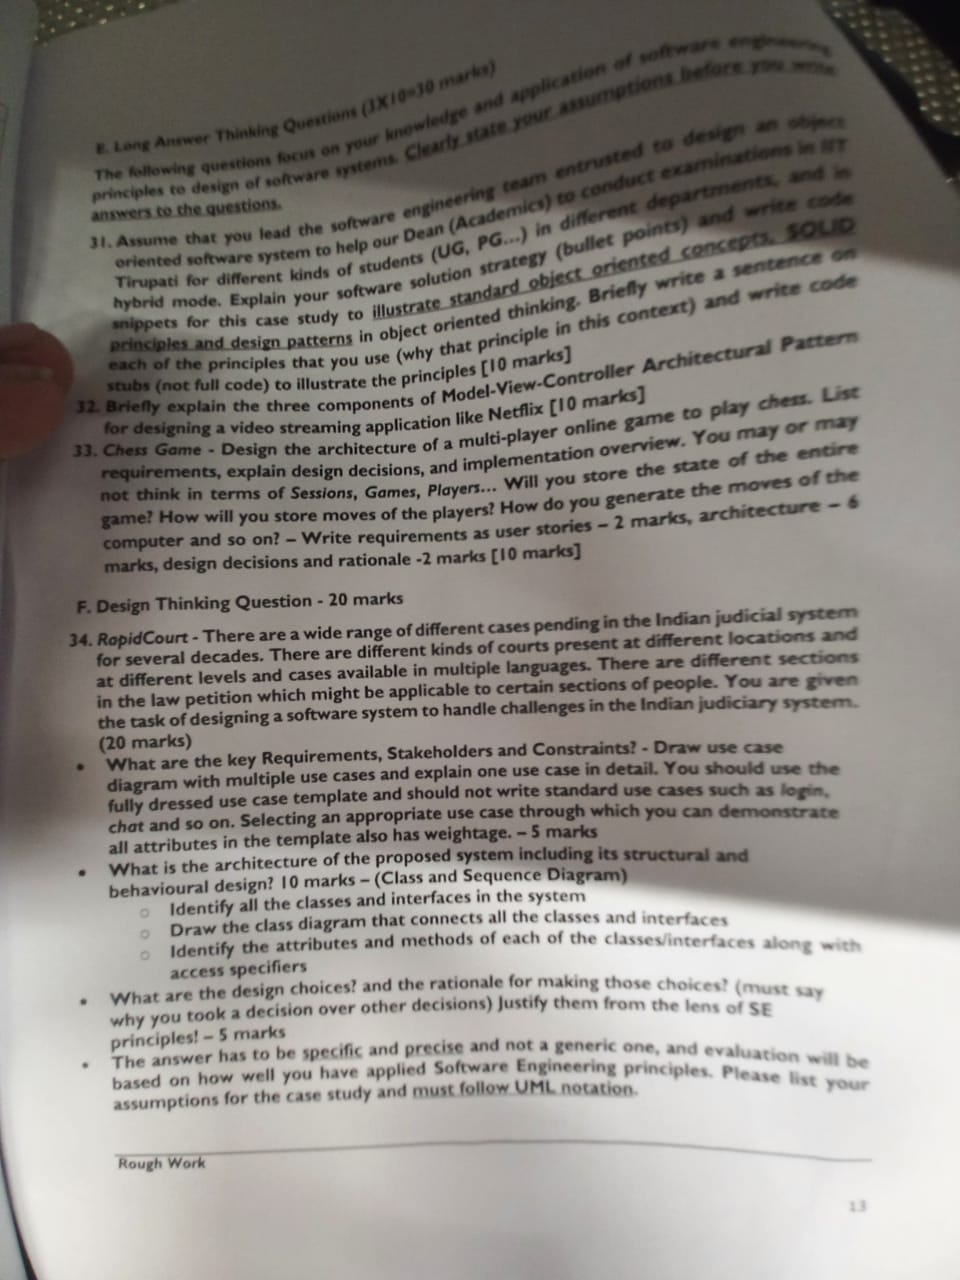 E. Long Answer Thinking Questions (3X10=30 marks)
The following questions focus on your knowledge and application of software engineering
principles to design of software systems. Clearly state your assumptions before you write
answers to the questions.
31. Assume that you lead the software engineering team entrusted to design an object
oriented software system to help our Dean (Academics) to conduct examinations in IIT
Tirupati for different kinds of students (UG, PG...) in different departments, and in
hybrid mode. Explain your software solution strategy (bullet points) and write code
snippets for this case study to illustrate standard object oriented concepts, SOLID
principles and design patterns in object oriented thinking. Briefly write a sentence on
each of the principles that you use (why that principle in this context) and write code
stubs (not full code) to illustrate the principles [10 marks]
32. Briefly explain the three components of Model-View-Controller Architectural Pattern
for designing a video streaming application like Netflix [10 marks]
33. Chess Game - Design the architecture of a multi-player online game to play chess. List
requirements, explain design decisions, and implementation overview. You may or may
not think in terms of Sessions, Games, Players... Will you store the state of the entire
game? How will you store moves of the players? How do you generate the moves of the
computer and so on? – Write requirements as user stories – 2 marks, architecture – 6
marks, design decisions and rationale -2 marks [10 marks]
F. Design Thinking Question - 20 marks
34. RapidCourt - There are a wide range of different cases pending in the Indian judicial system
for several decades. There are different kinds of courts present at different locations and
at different levels and cases available in multiple languages. There are different sections
in the law petition which might be applicable to certain sections of people. You are given
the task of designing a software system to handle challenges in the Indian judiciary system.
(20 marks)
• What are the key Requirements, Stakeholders and Constraints? - Draw use case
diagram with multiple use cases and explain one use case in detail. You should use the
fully dressed use case template and should not write standard use cases such as login,
chat and so on. Selecting an appropriate use case through which you can demonstrate
all attributes in the template also has weightage. – 5 marks
• What is the architecture of the proposed system including its structural and
behavioural design? 10 marks – (Class and Sequence Diagram)
○ Identify all the classes and interfaces in the system
○ Draw the class diagram that connects all the classes and interfaces
○ Identify the attributes and methods of each of the classes/interfaces along with
access specifiers
• What are the design choices? and the rationale for making those choices? (must say
why you took a decision over other decisions) Justify them from the lens of SE
principles! – 5 marks
• The answer has to be specific and precise and not a generic one, and evaluation will be
based on how well you have applied Software Engineering principles. Please list your
assumptions for the case study and must follow UML notation.
Rough Work
13